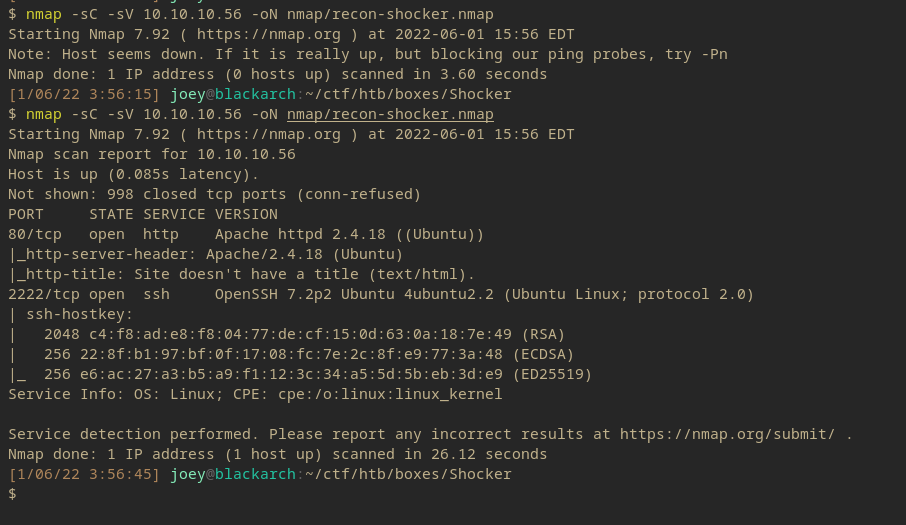 $ nmap -sC -sV 10.10.10.56 -oN nmap/recon-shocker.nmap
Starting Nmap 7.92 ( https://nmap.org ) at 2022-06-01 15:56 EDT
Note: Host seems down. If it is really up, but blocking our ping probes, try -Pn
Nmap done: 1 IP address (0 hosts up) scanned in 3.60 seconds
[1/06/22 3:56:15] joey@blackarch:~/ctf/htb/boxes/Shocker
$ nmap -sC -sV 10.10.10.56 -oN nmap/recon-shocker.nmap
Starting Nmap 7.92 ( https://nmap.org ) at 2022-06-01 15:56 EDT
Nmap scan report for 10.10.10.56
Host is up (0.085s latency).
Not shown: 998 closed tcp ports (conn-refused)
PORT     STATE SERVICE VERSION
80/tcp   open  http    Apache httpd 2.4.18 ((Ubuntu))
|_http-server-header: Apache/2.4.18 (Ubuntu)
|_http-title: Site doesn't have a title (text/html).
2222/tcp open  ssh     OpenSSH 7.2p2 Ubuntu 4ubuntu2.2 (Ubuntu Linux; protocol 2.0)
| ssh-hostkey:
|   2048 c4:f8:ad:e8:f8:04:77:de:cf:15:0d:63:0a:18:7e:49 (RSA)
|   256 22:8f:b1:97:bf:0f:17:08:fc:7e:2c:8f:e9:77:3a:48 (ECDSA)
|_  256 e6:ac:27:a3:b5:a9:f1:12:3c:34:a5:5d:5b:eb:3d:e9 (ED25519)
Service Info: OS: Linux; CPE: cpe:/o:linux:linux_kernel
Service detection performed. Please report any incorrect results at https://nmap.org/submit/ .
Nmap done: 1 IP address (1 host up) scanned in 26.12 seconds
[1/06/22 3:56:45] joey@blackarch:~/ctf/htb/boxes/Shocker
$